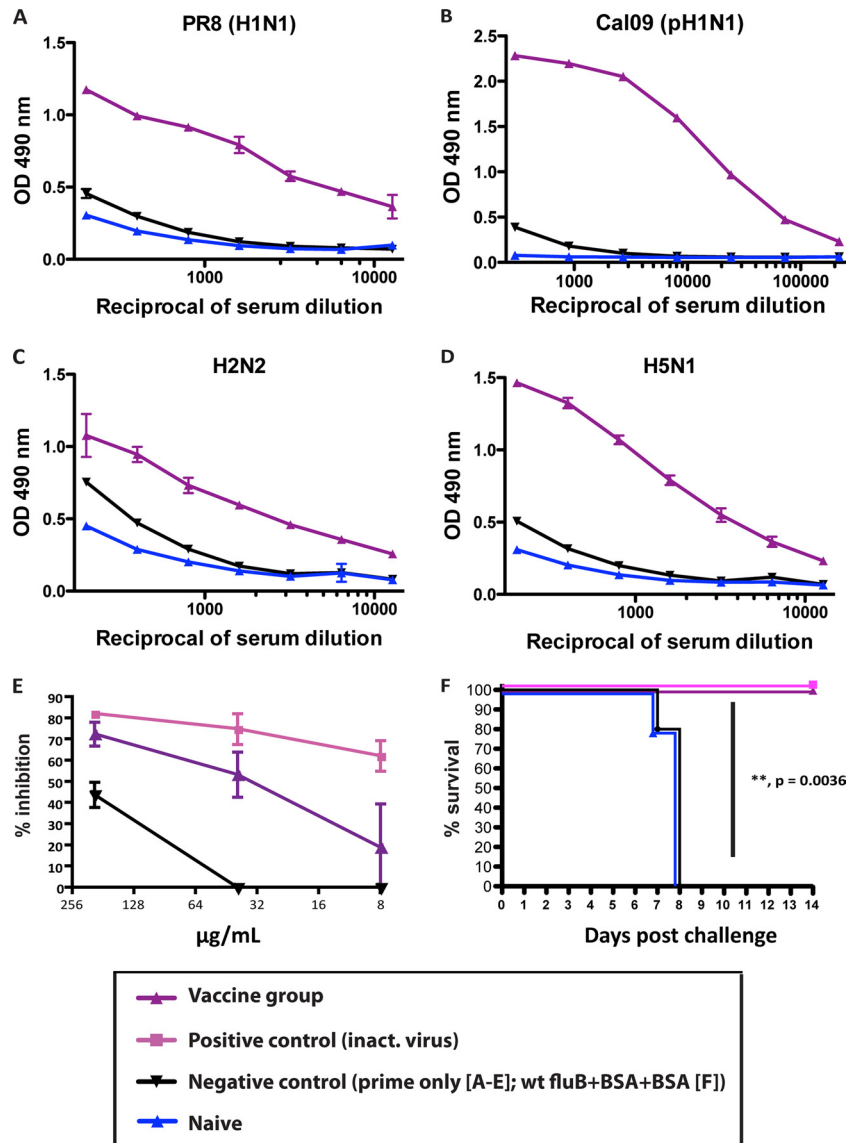 A
PR8 (H1N1)
1.5
1.0
0.5
0.0
OD 490 nm
1000
10000
Reciprocal of serum dilution
B
Cal09 (pH1N1)
2.5
2.0
1.5
1.0
0.5
0.0
OD 490 nm
1000
10000
100000
Reciprocal of serum dilution
C
H2N2
1.5
1.0
0.5
0.0
OD 490 nm
1000
10000
Reciprocal of serum dilution
D
H5N1
1.5
1.0
0.5
0.0
OD 490 nm
1000
10000
Reciprocal of serum dilution
E
90
80
70
60
50
40
30
20
10
0
% inhibition
256
128
64
32
16
8
µg/mL
F
100
90
80
70
60
50
40
30
20
10
0
% survival
**, p = 0.0036
0 1 2 3 4 5 6 7 8 9 10 11 12 13 14
Days post challenge
Vaccine group
Positive control (inact. virus)
Negative control (prime only [A-E]; wt fluB+BSA+BSA [F])
Naive